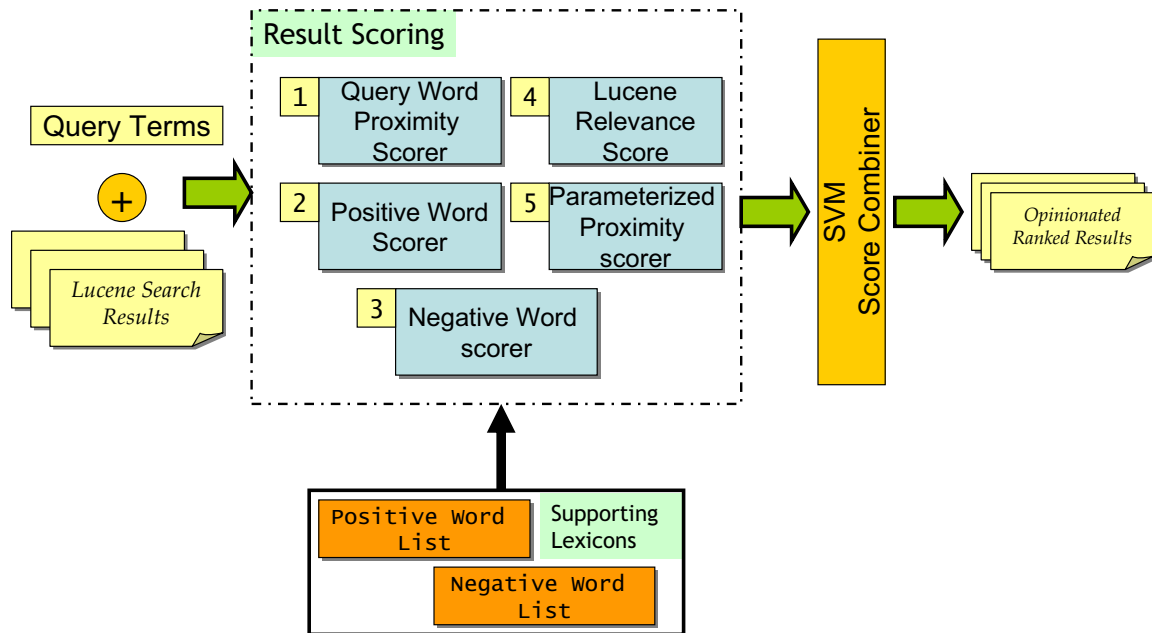 Query Terms
+
Lucene Search
Results
Result Scoring
1
Query Word
Proximity
Scorer
2
Positive Word
Scorer
3
Negative Word
scorer
4
Lucene
Relevance
Score
5
Parameterized
Proximity
scorer
SVM
Score Combiner
Opinionated
Ranked Results
Positive Word
List
Supporting
Lexicons
Negative Word
List